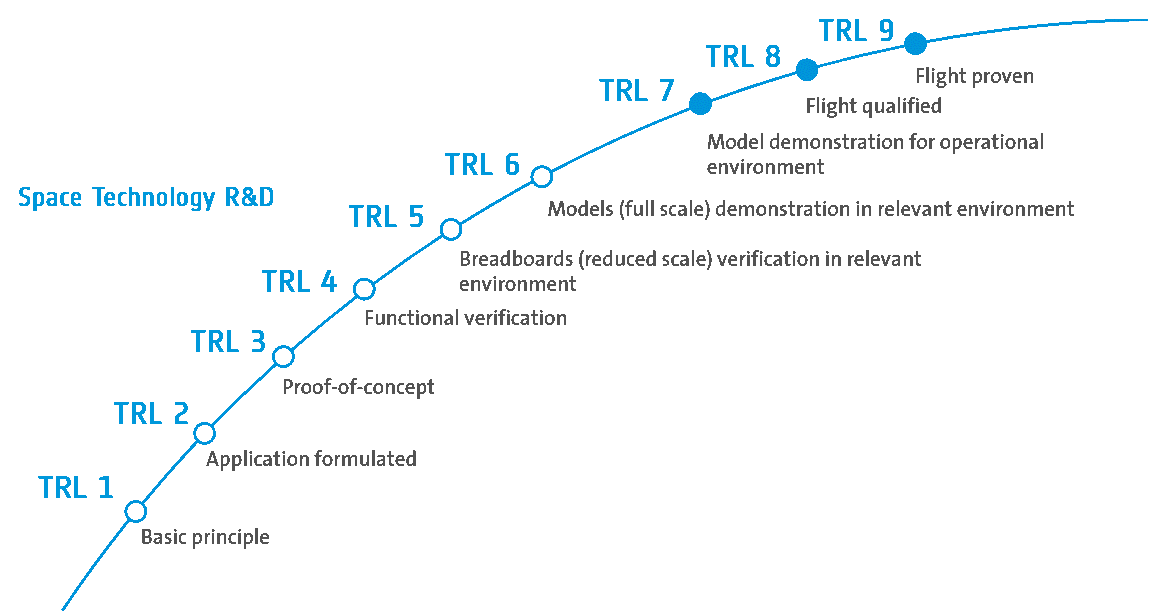 TRL 9
Flight proven
TRL 8
Flight qualified
TRL 7
Model demonstration for operational
environment
TRL 6
Models (full scale) demonstration in relevant environment
Space Technology R&D
TRL 5
Breadboards (reduced scale) verification in relevant
environment
TRL 4
Functional verification
TRL 3
Proof-of-concept
TRL 2
Application formulated
TRL 1
Basic principle